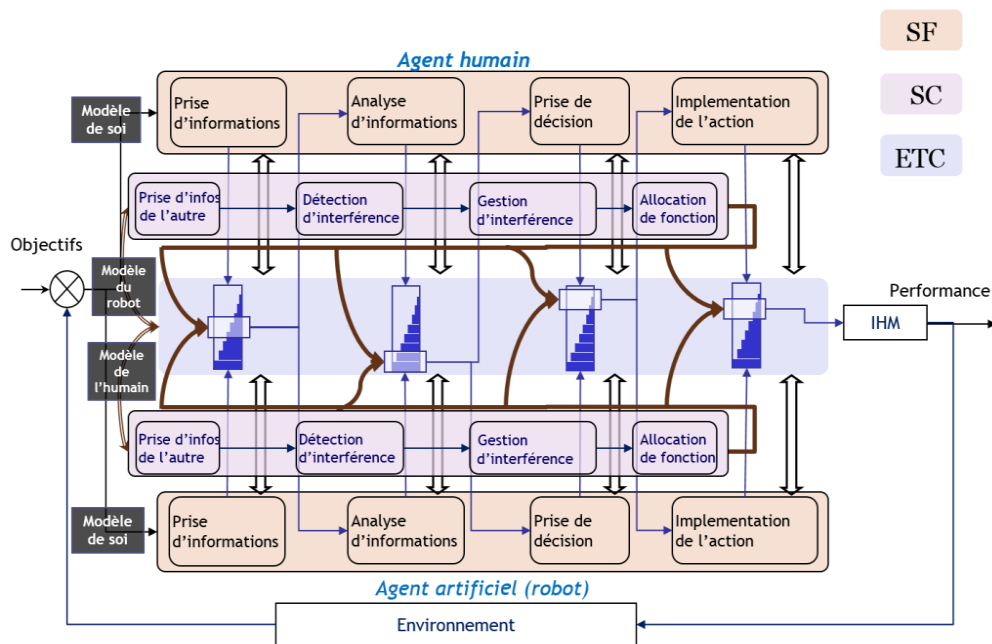 SF
SC
ETC
Agent humain
Modèle
de soi
Prise
d'informations
Analyse
d'informations
Prise de
décision
Implementation
de l'action
Prise d'infos
de l'autre
Détection
d'interférence
Gestion
d'interférence
Allocation
de fonction
Objectifs
Modèle
du
robot
Modèle
de
l'humain
Performance
IHM
Prise d'infos
de l'autre
Détection
d'interférence
Gestion
d'interférence
Allocation
de fonction
Modèle
de soi
Prise
d'informations
Analyse
d'informations
Prise de
décision
Implementation
de l'action
Agent artificiel (robot)
Environnement